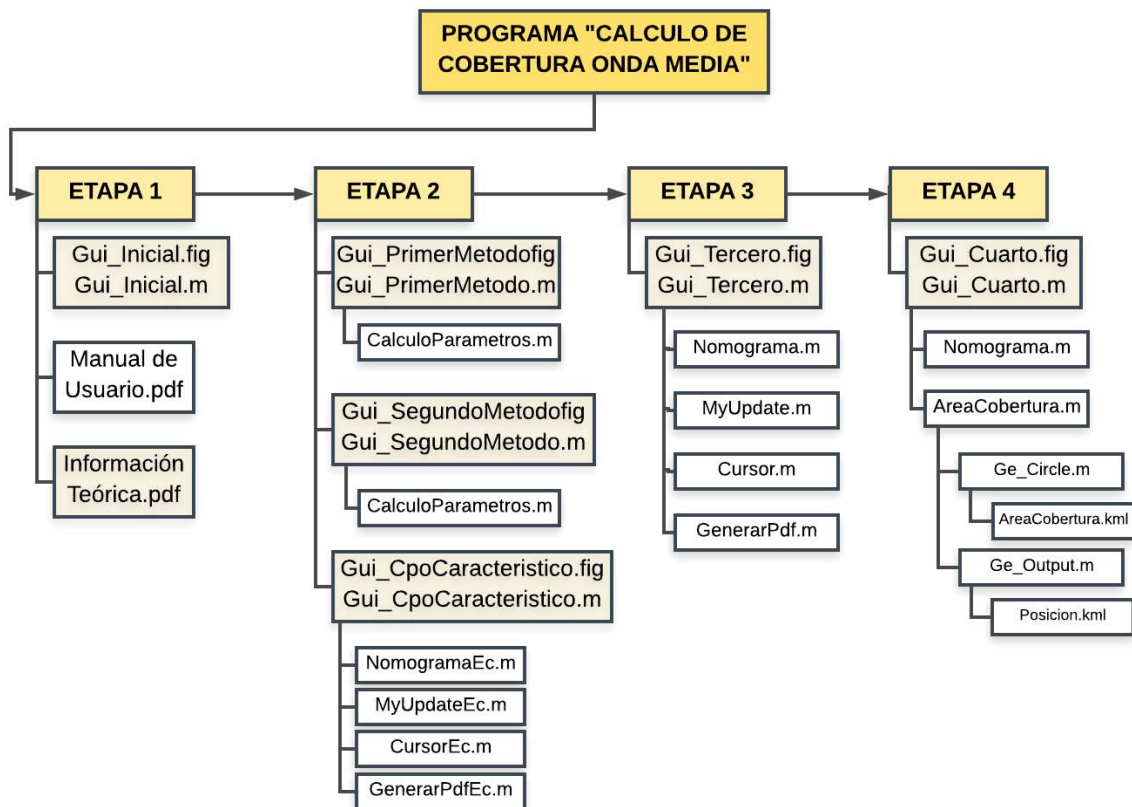 PROGRAMA "CALCULO DE
COBERTURA ONDA MEDIA"
ETAPA 1
Gui_Inicial.fig
Gui_Inicial.m
Manual de
Usuario.pdf
Información
Teórica.pdf
ETAPA 2
Gui_PrimerMetodofig
Gui_PrimerMetodo.m
CalculoParametros.m
Gui_SegundoMetodofig
Gui_SegundoMetodo.m
CalculoParametros.m
Gui_CpoCaracteristico.fig
Gui_CpoCaracteristico.m
NomogramaEc.m
MyUpdateEc.m
CursorEc.m
GenerarPdfEc.m
ETAPA 3
Gui_Tercero.fig
Gui_Tercero.m
Nomograma.m
MyUpdate.m
Cursor.m
GenerarPdf.m
ETAPA 4
Gui_Cuarto.fig
Gui_Cuarto.m
Nomograma.m
AreaCobertura.m
Ge_Circle.m
AreaCobertura.kml
Ge_Output.m
Posicion.kml